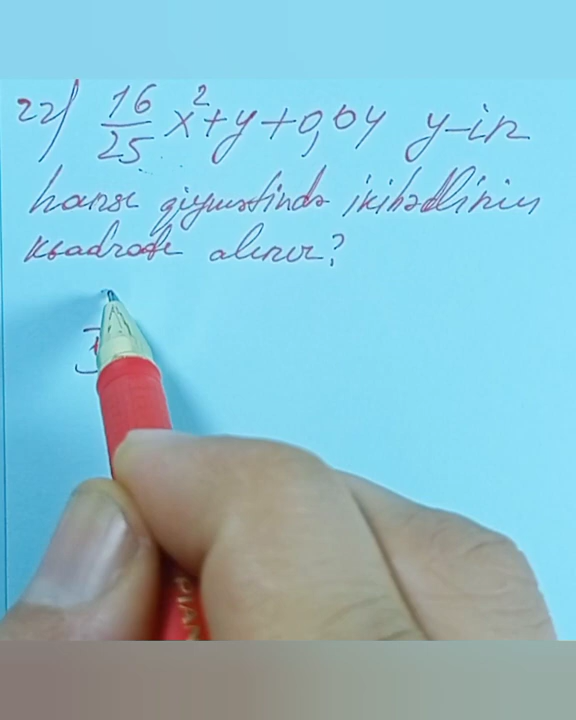 22) 16/25 x²+y+0,04 y-in
hansı qiymətində ikihədlinin
kvadratı alınır?